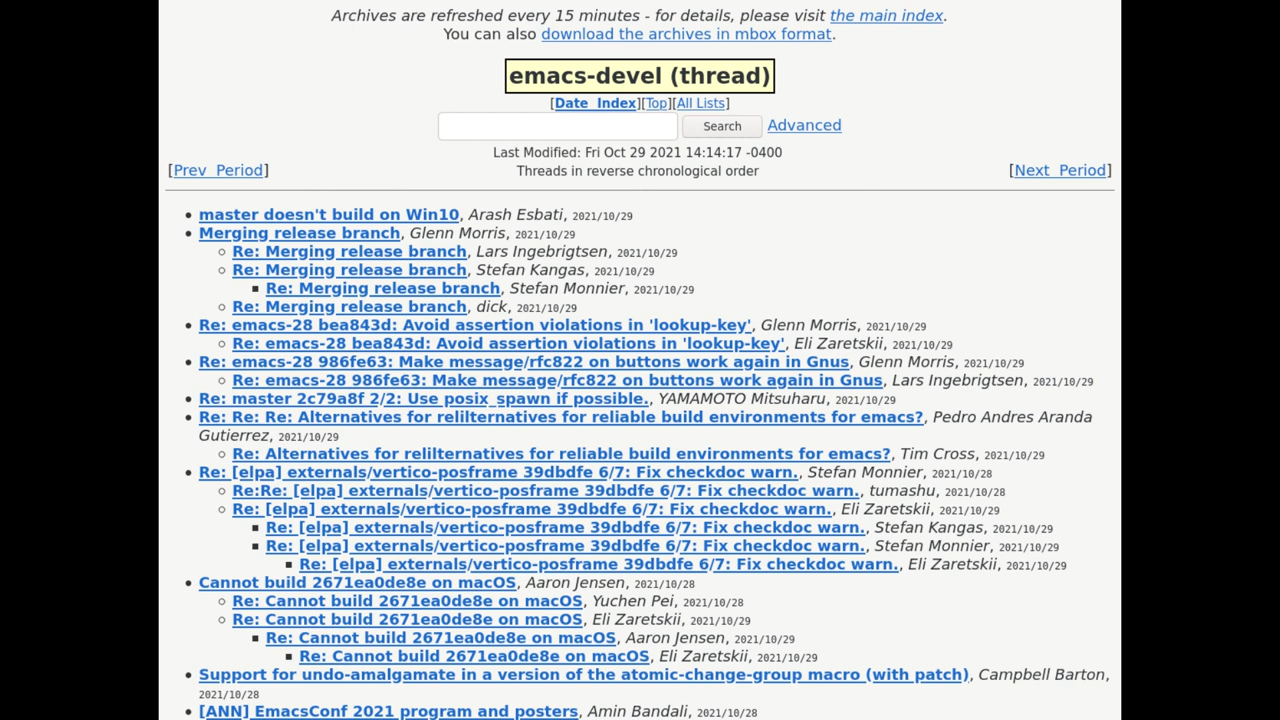 Archives are refreshed every 15 minutes - for details, please visit the main index.
You can also download the archives in mbox format.
emacs-devel (thread)
[Date Index][Top][All Lists]
Search Advanced
Last Modified: Fri Oct 29 2021 14:14:17 -0400
[Prev Period] Threads in reverse chronological order [Next Period]
• master doesn't build on Win10, Arash Esbati, 2021/10/29
• Merging release branch, Glenn Morris, 2021/10/29
◦ Re: Merging release branch, Lars Ingebrigtsen, 2021/10/29
◦ Re: Merging release branch, Stefan Kangas, 2021/10/29
▪ Re: Merging release branch, Stefan Monnier, 2021/10/29
◦ Re: Merging release branch, dick, 2021/10/29
• Re: emacs-28 bea843d: Avoid assertion violations in 'lookup-key', Glenn Morris, 2021/10/29
◦ Re: emacs-28 bea843d: Avoid assertion violations in 'lookup-key', Eli Zaretskii, 2021/10/29
• Re: emacs-28 986fe63: Make message/rfc822 on buttons work again in Gnus, Glenn Morris, 2021/10/29
◦ Re: emacs-28 986fe63: Make message/rfc822 on buttons work again in Gnus, Lars Ingebrigtsen, 2021/10/29
• Re: master 2c79a8f 2/2: Use posix_spawn if possible., YAMAMOTO Mitsuharu, 2021/10/29
• Re: Re: Re: Alternatives for relilternatives for reliable build environments for emacs?, Pedro Andres Aranda
Gutierrez, 2021/10/29
◦ Re: Alternatives for relilternatives for reliable build environments for emacs?, Tim Cross, 2021/10/29
• Re: [elpa] externals/vertico-posframe 39dbdfe 6/7: Fix checkdoc warn., Stefan Monnier, 2021/10/28
◦ Re:Re: [elpa] externals/vertico-posframe 39dbdfe 6/7: Fix checkdoc warn., tumashu, 2021/10/28
◦ Re: [elpa] externals/vertico-posframe 39dbdfe 6/7: Fix checkdoc warn., Eli Zaretskii, 2021/10/29
▪ Re: [elpa] externals/vertico-posframe 39dbdfe 6/7: Fix checkdoc warn., Stefan Kangas, 2021/10/29
▪ Re: [elpa] externals/vertico-posframe 39dbdfe 6/7: Fix checkdoc warn., Stefan Monnier, 2021/10/29
▪ Re: [elpa] externals/vertico-posframe 39dbdfe 6/7: Fix checkdoc warn., Eli Zaretskii, 2021/10/29
• Cannot build 2671ea0de8e on macOS, Aaron Jensen, 2021/10/28
◦ Re: Cannot build 2671ea0de8e on macOS, Yuchen Pei, 2021/10/28
◦ Re: Cannot build 2671ea0de8e on macOS, Eli Zaretskii, 2021/10/29
▪ Re: Cannot build 2671ea0de8e on macOS, Aaron Jensen, 2021/10/29
▪ Re: Cannot build 2671ea0de8e on macOS, Eli Zaretskii, 2021/10/29
• Support for undo-amalgamate in a version of the atomic-change-group macro (with patch), Campbell Barton,
2021/10/28
• [ANN] EmacsConf 2021 program and posters, Amin Bandali, 2021/10/28